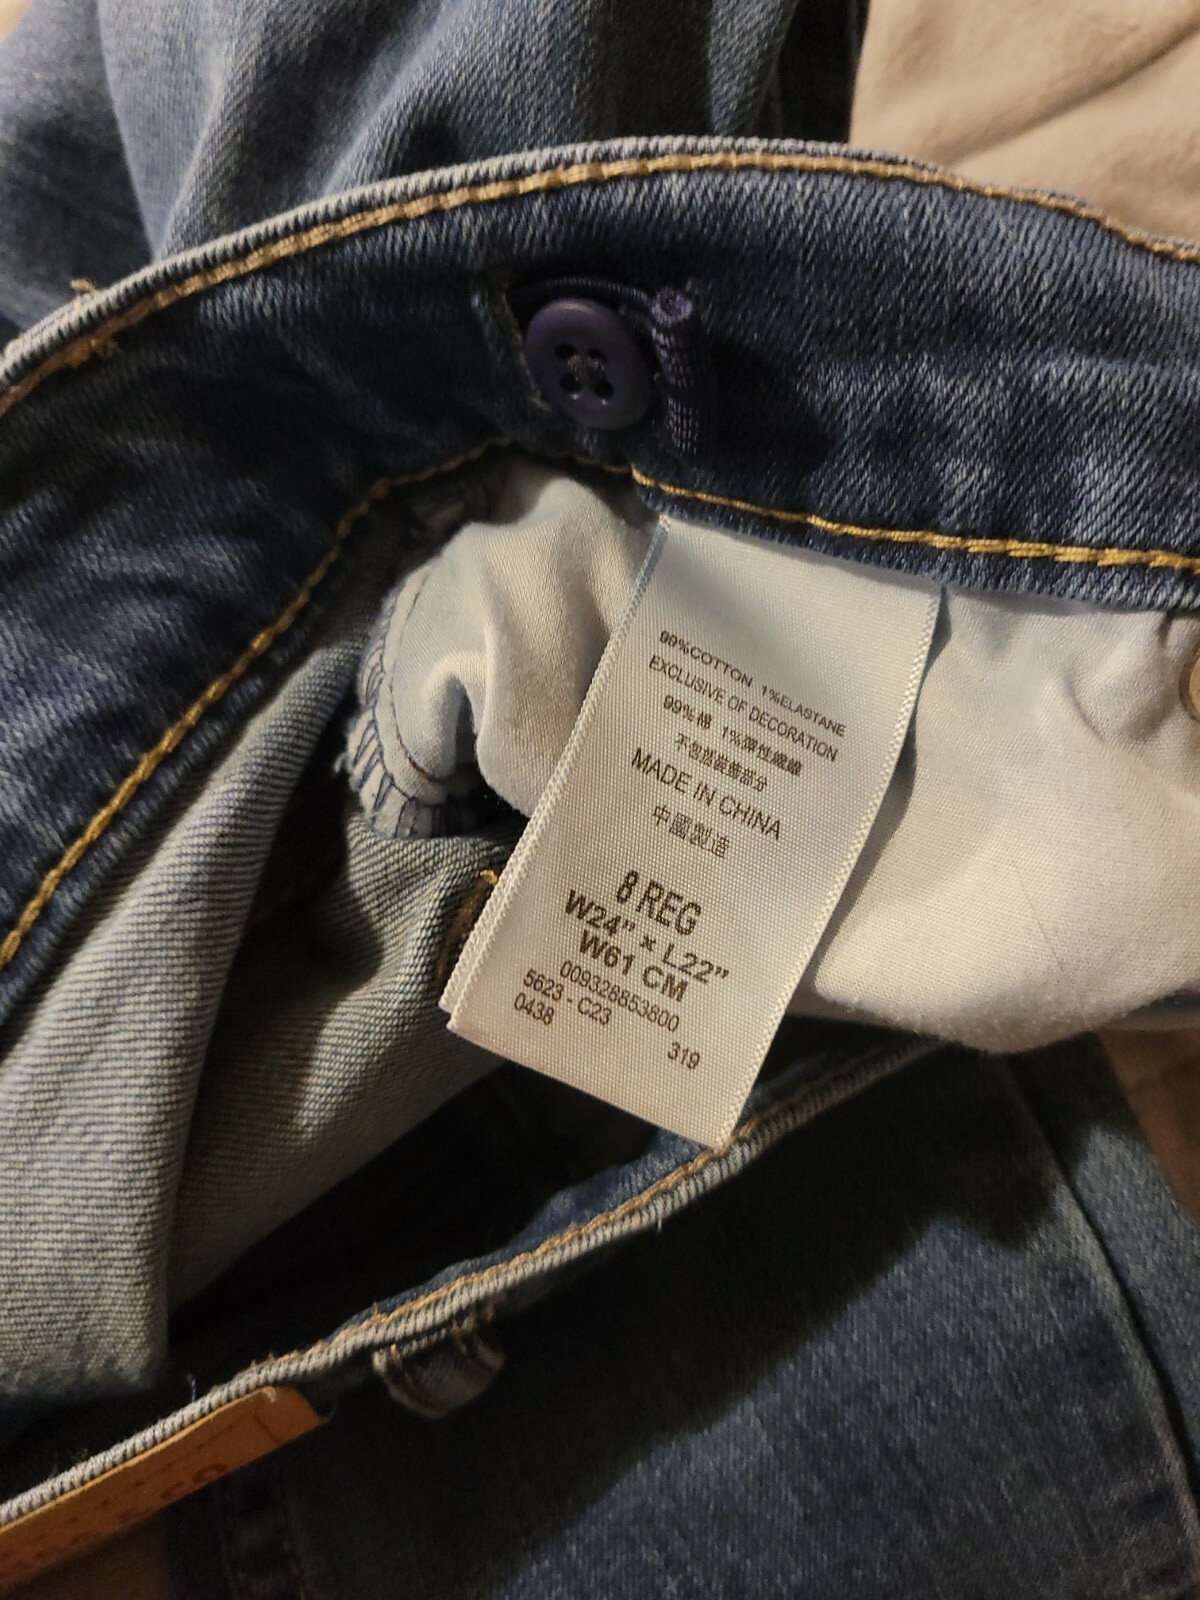 99%COTTON 1%ELASTANE
EXCLUSIVE OF DECORATION
99%棉 1%彈性纖維
不包括裝飾部分
MADE IN CHINA
中國製造
8 REG
W24" × L22"
W61 CM
009328853800
5623 - C23
0438
319